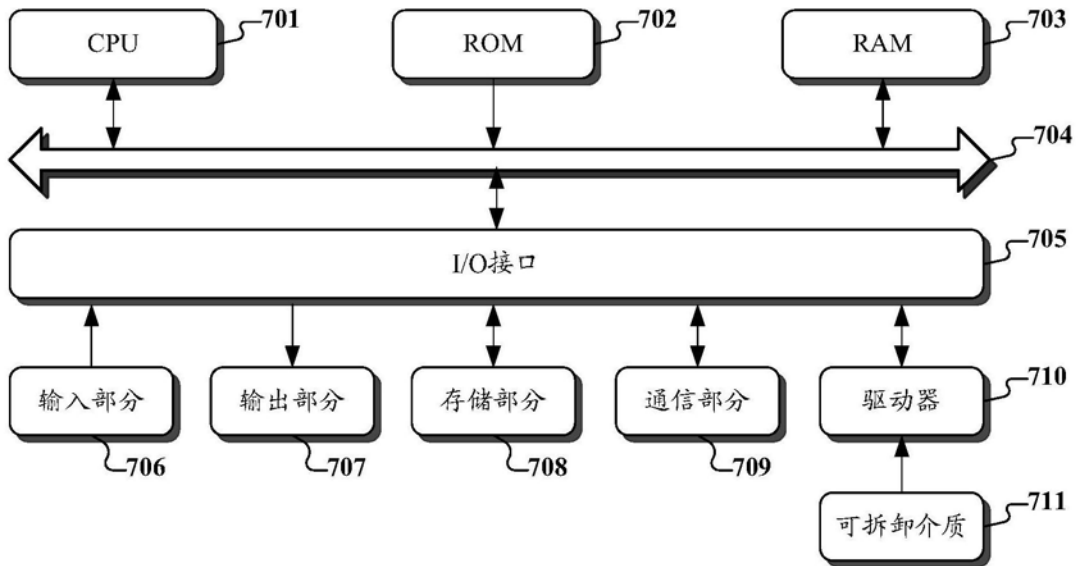 CPU
701
ROM
702
RAM
703
704
I/O接口
705
输入部分
706
输出部分
707
存储部分
708
通信部分
709
驱动器
710
可拆卸介质
711